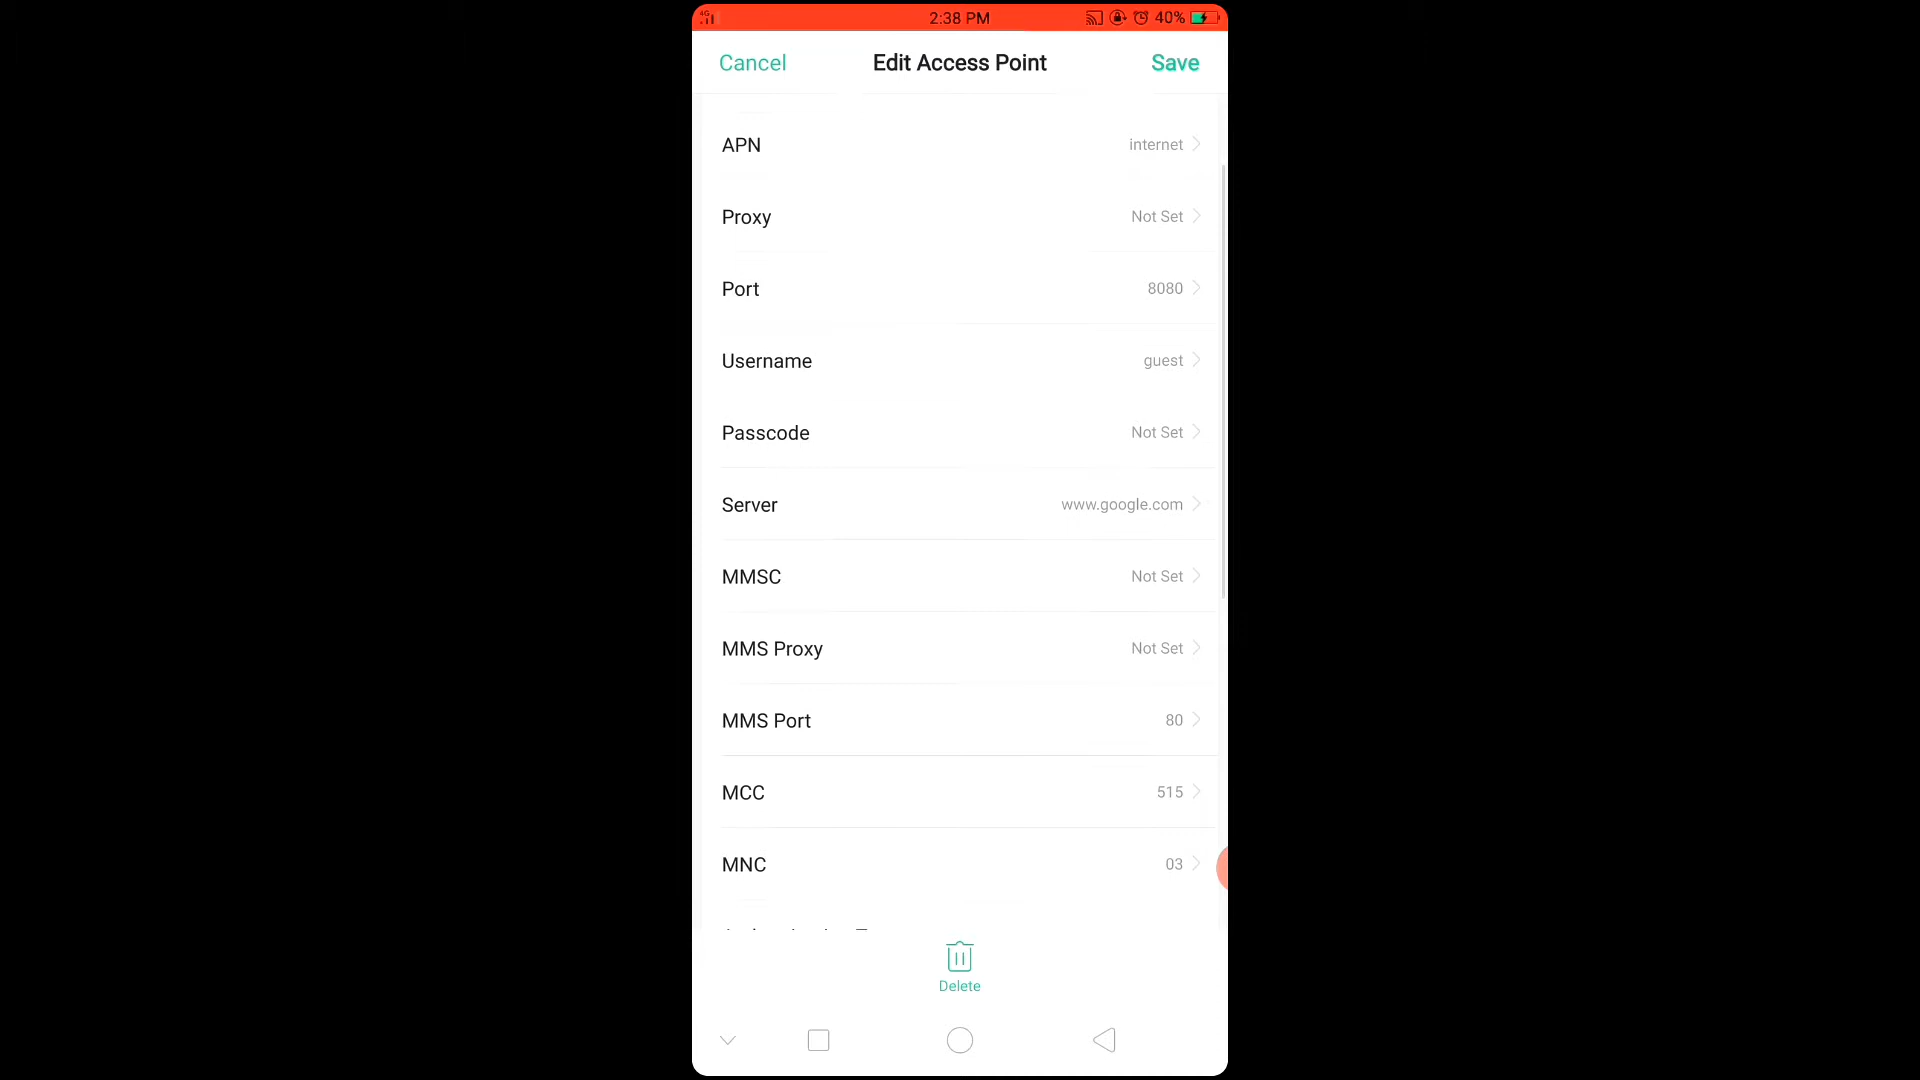 4G 2:38 PM 40%
Cancel Edit Access Point Save
APN internet
Proxy Not Set
Port 8080
Username guest
Passcode Not Set
Server www.google.com
MMSC Not Set
MMS Proxy Not Set
MMS Port 80
MCC 515
MNC 03
Delete